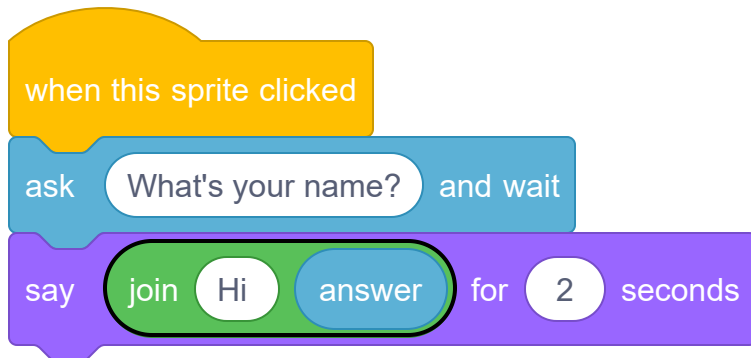 when this sprite clicked
ask What's your name? and wait
say join Hi answer for 2 seconds